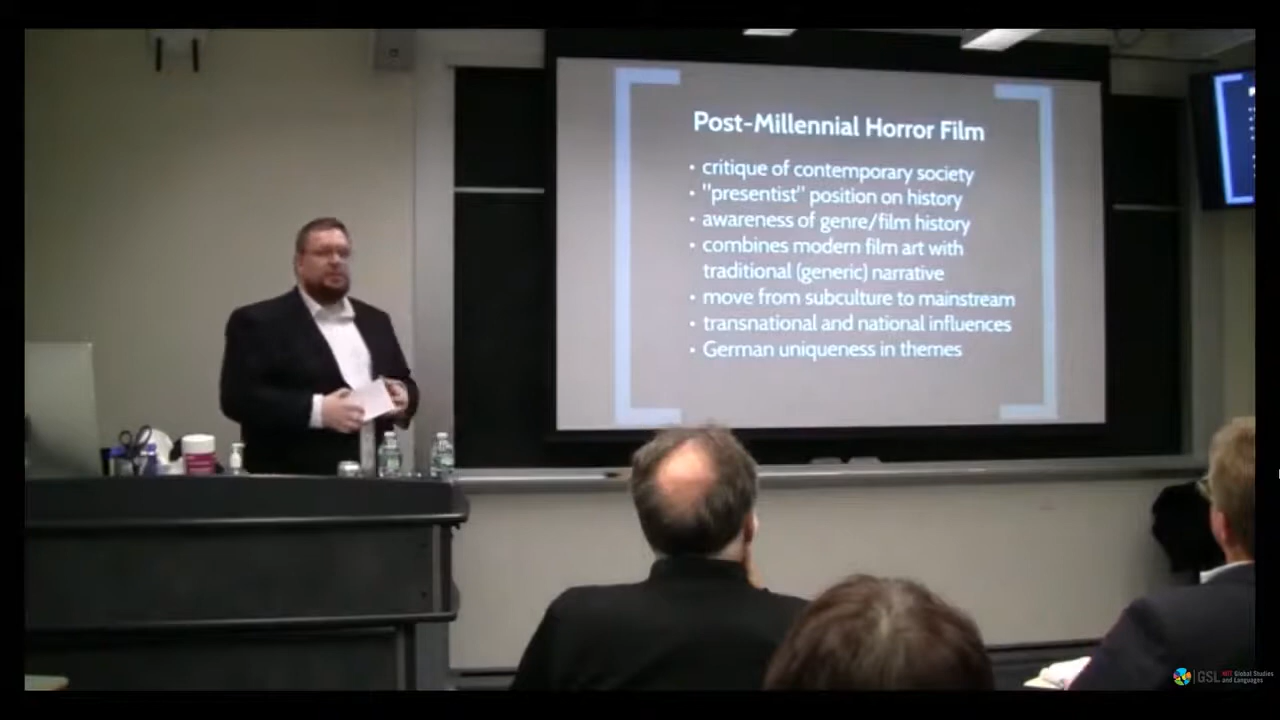 Post-Millennial Horror Film
• critique of contemporary society
• "presentist" position on history
• awareness of genre/film history
• combines modern film art with
traditional (generic) narrative
• move from subculture to mainstream
• transnational and national influences
• German uniqueness in themes
GSL MIT Global Studies
and Languages